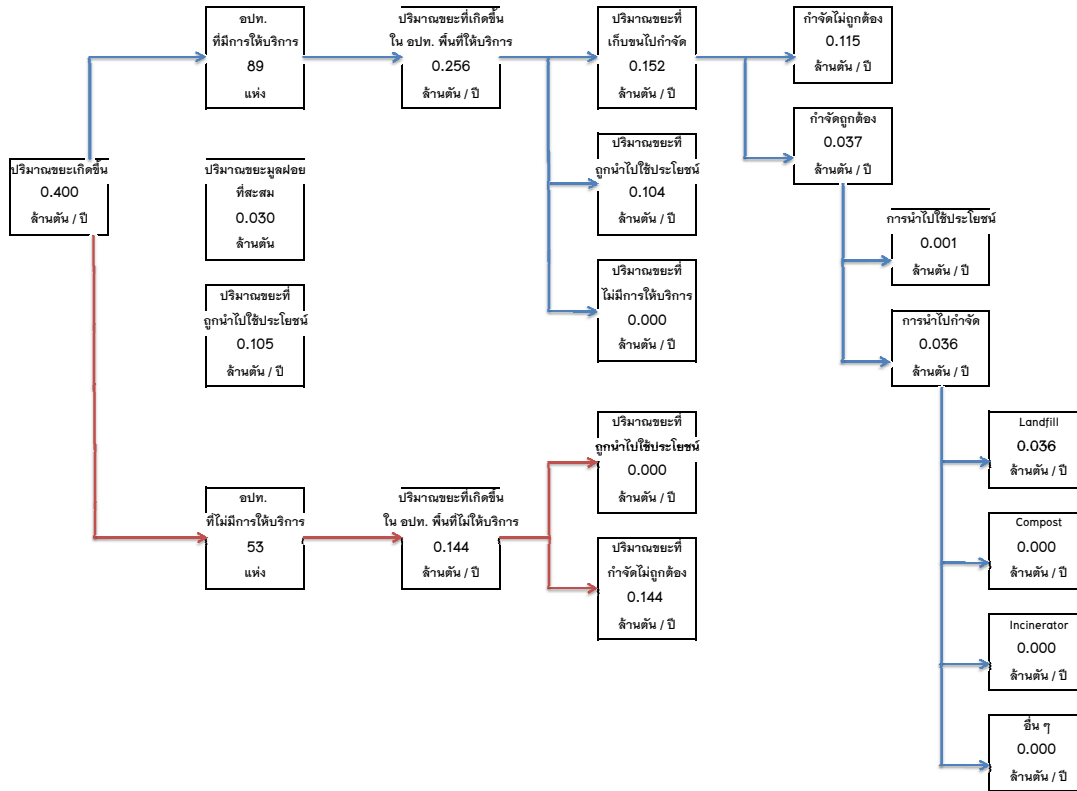 อปท.
ที่มีการให้บริการ
89
แห่ง
ปริมาณขยะที่เกิดขึ้น
ใน อปท. พื้นที่ให้บริการ
0.256
ล้านตัน / ปี
ปริมาณขยะที่
เก็บขนไปกำจัด
0.152
ล้านตัน / ปี
กำจัดไม่ถูกต้อง
0.115
ล้านตัน / ปี
กำจัดถูกต้อง
0.037
ล้านตัน / ปี
ปริมาณขยะเกิดขึ้น
0.400
ล้านตัน / ปี
ปริมาณขยะมูลฝอย
ที่สะสม
0.030
ล้านตัน
ปริมาณขยะที่
ถูกนำไปใช้ประโยชน์
0.104
ล้านตัน / ปี
การนำไปใช้ประโยชน์
0.001
ล้านตัน / ปี
ปริมาณขยะที่
ถูกนำไปใช้ประโยชน์
0.105
ล้านตัน / ปี
ปริมาณขยะที่
ไม่มีการให้บริการ
0.000
ล้านตัน / ปี
การนำไปกำจัด
0.036
ล้านตัน / ปี
ปริมาณขยะที่
ถูกนำไปใช้ประโยชน์
0.000
ล้านตัน / ปี
Landfill
0.036
ล้านตัน / ปี
อปท.
ที่ไม่มีการให้บริการ
53
แห่ง
ปริมาณขยะที่เกิดขึ้น
ใน อปท. พื้นที่ไม่ให้บริการ
0.144
ล้านตัน / ปี
ปริมาณขยะที่
กำจัดไม่ถูกต้อง
0.144
ล้านตัน / ปี
Compost
0.000
ล้านตัน / ปี
Incinerator
0.000
ล้านตัน / ปี
อื่น ๆ
0.000
ล้านตัน / ปี